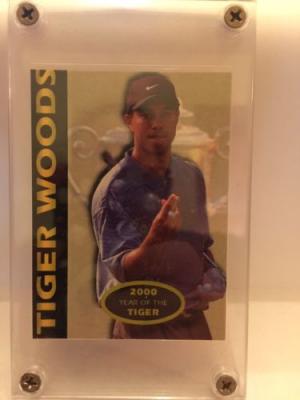 TIGER WOODS
2000
YEAR OF THE
TIGER